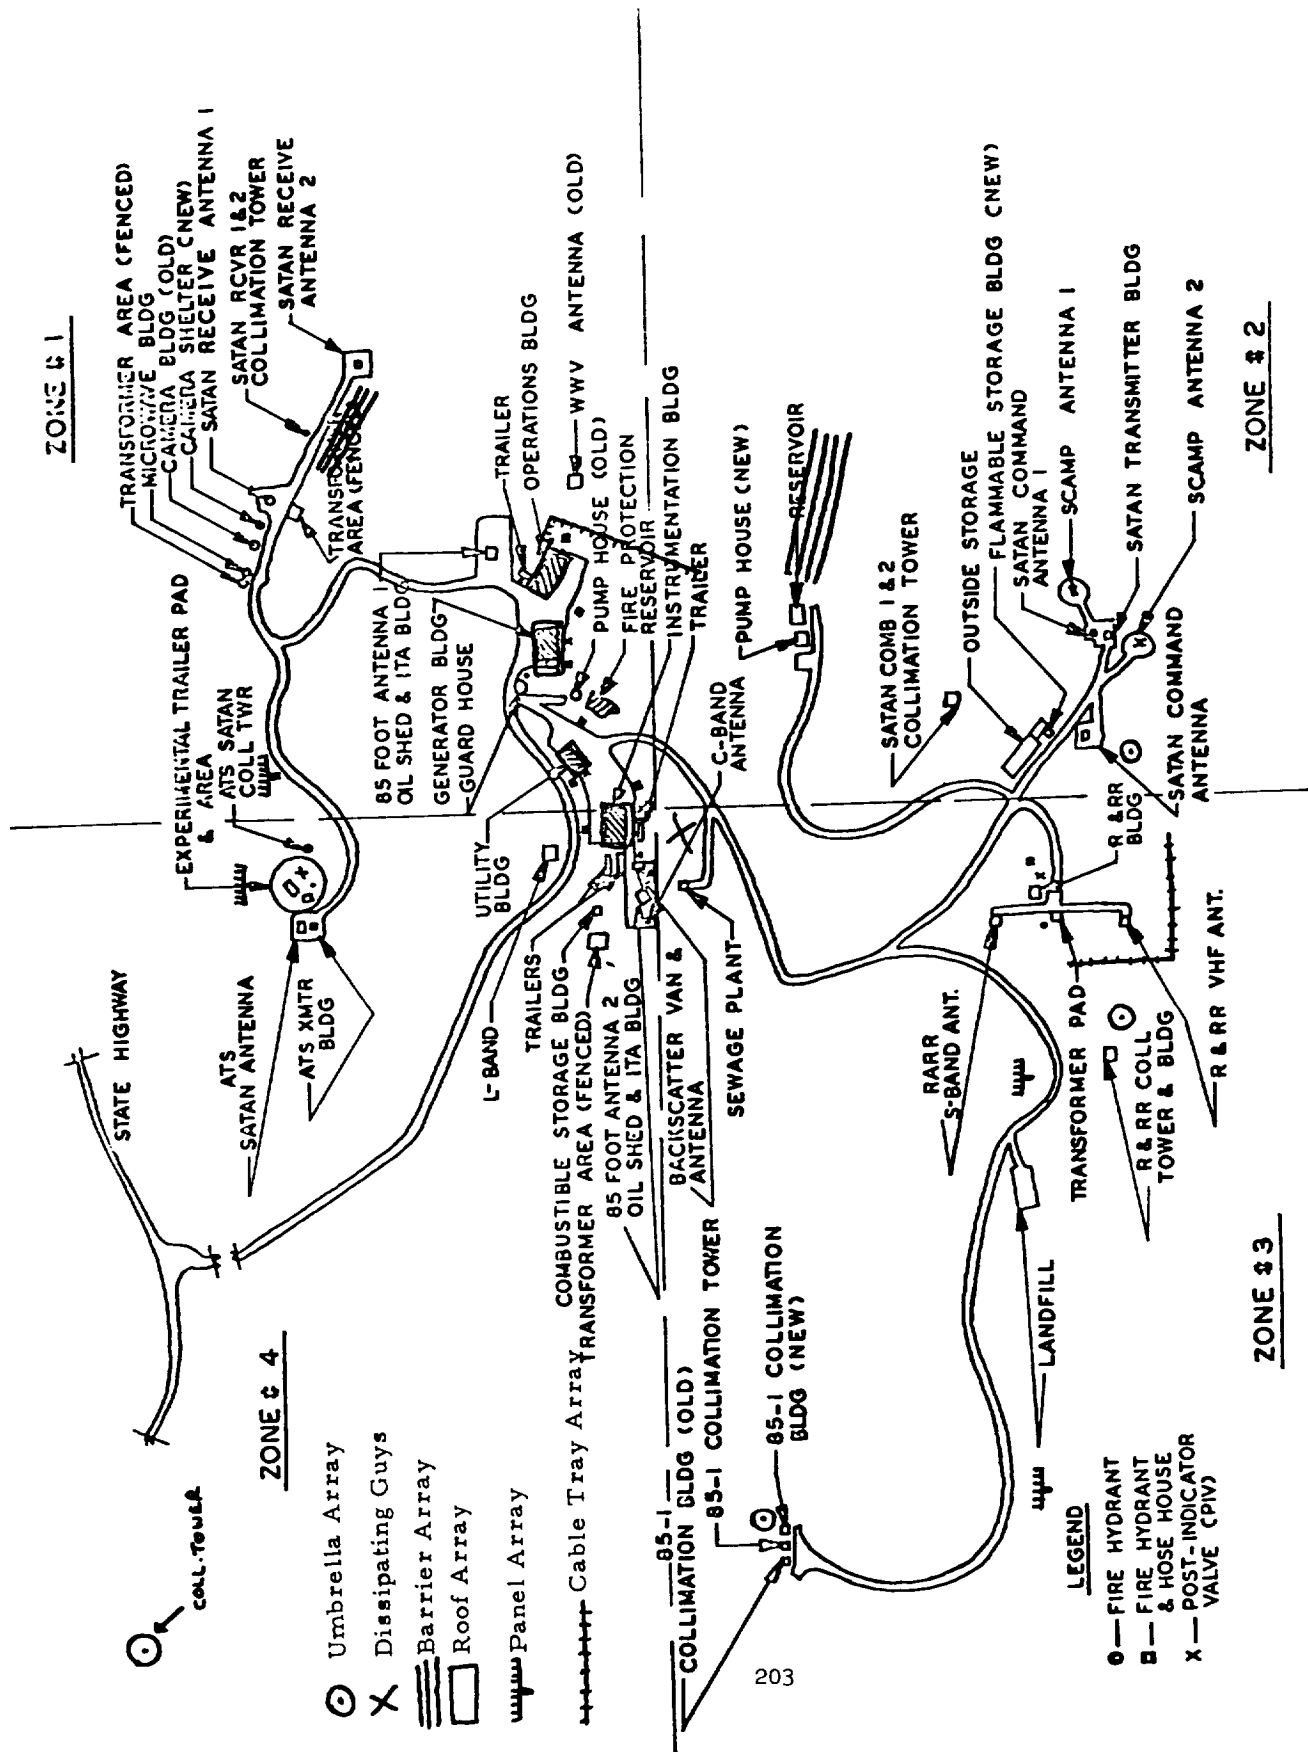 ZONE # 1
TRANSFORMER AREA (FENCED)
MICROWAVE BLDG
CAMERA BLDG (OLD)
CAMERA SHELTER CNEW)
SATAN RECEIVE ANTENNA 1
SATAN RCVR 1&2
COLLIMATION TOWER
SATAN RECEIVE
ANTENNA 2
AREA (FENCED)
EXPERIMENTAL TRAILER PAD
& AREA
ATS SATAN
COLL TWR
STATE HIGHWAY
ATS
SATAN ANTENNA
ATS XMTR
BLDG
85 FOOT ANTENNA 1
OIL SHED & ITA BLDG
GENERATOR BLDG
GUARD HOUSE
TRAILER
OPERATIONS BLDG
WWV ANTENNA (OLD)
PUMP HOUSE (OLD)
FIRE PROTECTION
RESERVOIR
INSTRUMENTATION BLDG
TRAILER
UTILITY
BLDG
L-BAND
TRAILERS
COMBUSTIBLE STORAGE BLDG
TRANSFORMER AREA (FENCED)
85 FOOT ANTENNA 2
OIL SHED & ITA BLDG
BACKSCATTER VAN &
ANTENNA
SEWAGE PLANT
C-BAND
ANTENNA
PUMP HOUSE (NEW)
RESERVOIR
SATAN COMB 1 & 2
COLLIMATION TOWER
OUTSIDE STORAGE
FLAMMABLE STORAGE BLDG CNEW)
SATAN COMMAND
ANTENNA 1
SCAMP ANTENNA 1
SATAN TRANSMITTER BLDG
SCAMP ANTENNA 2
SATAN COMMAND
ANTENNA
ZONE # 2
R &RR
BLDG
RARR
S-BAND ANT.
TRANSFORMER PAD
R & RR COLL
TOWER & BLDG
R & RR VHF ANT.
ZONE # 3
LANDFILL
85-1
COLLIMATION BLDG (OLD)
85-1 COLLIMATION TOWER
85-1 COLLIMATION
BLDG (NEW)
ZONE # 4
COLL. TOWER
Umbrella Array
Dissipating Guys
Barrier Array
Roof Array
Panel Array
Cable Tray Array
LEGEND
FIRE HYDRANT
FIRE HYDRANT
& HOSE HOUSE
X — POST-INDICATOR
VALVE (PIV)
203